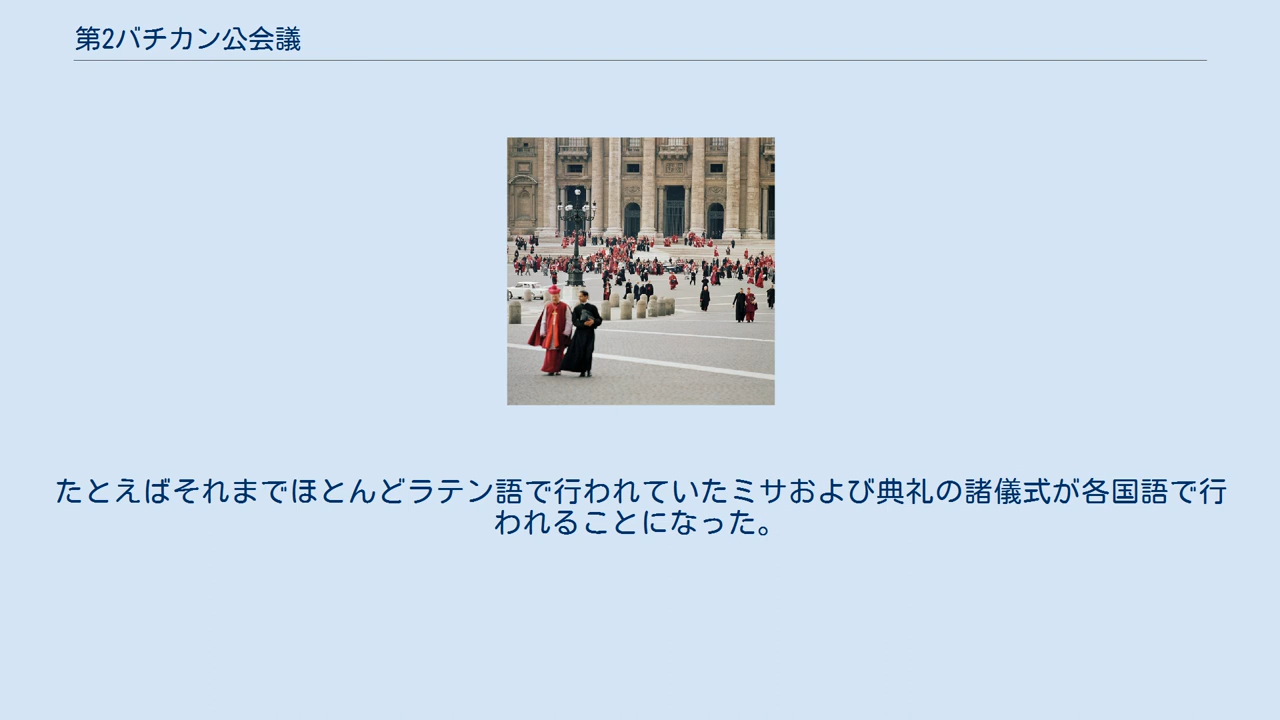 第2バチカン公会議
たとえばそれまでほとんどラテン語で行われていたミサおよび典礼の諸儀式が各国語で行
われることになった。